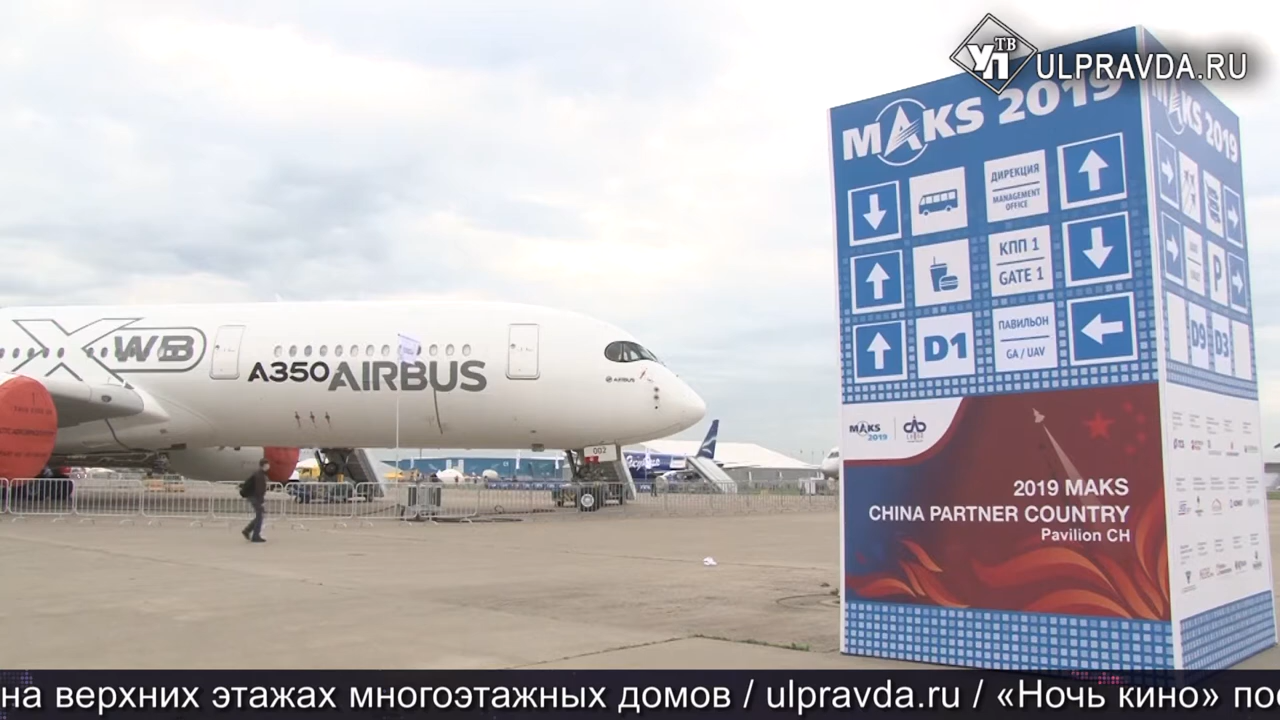 УП ТВ ULPRAVDA.RU
MAKS 2019
MAKS 2019
ДИРЕКЦИЯ
MANAGEMENT
OFFICE
КПП 1
GATE 1
D1
ПАВИЛЬОН
GA / UAV
P
D9 D3
MAKS
2019
2019 MAKS
CHINA PARTNER COUNTRY
Pavilion CH
XWB
A350 AIRBUS
AIRBUS
002
на верхних этажах многоэтажных домов / ulpravda.ru / «Ночь кино» пос